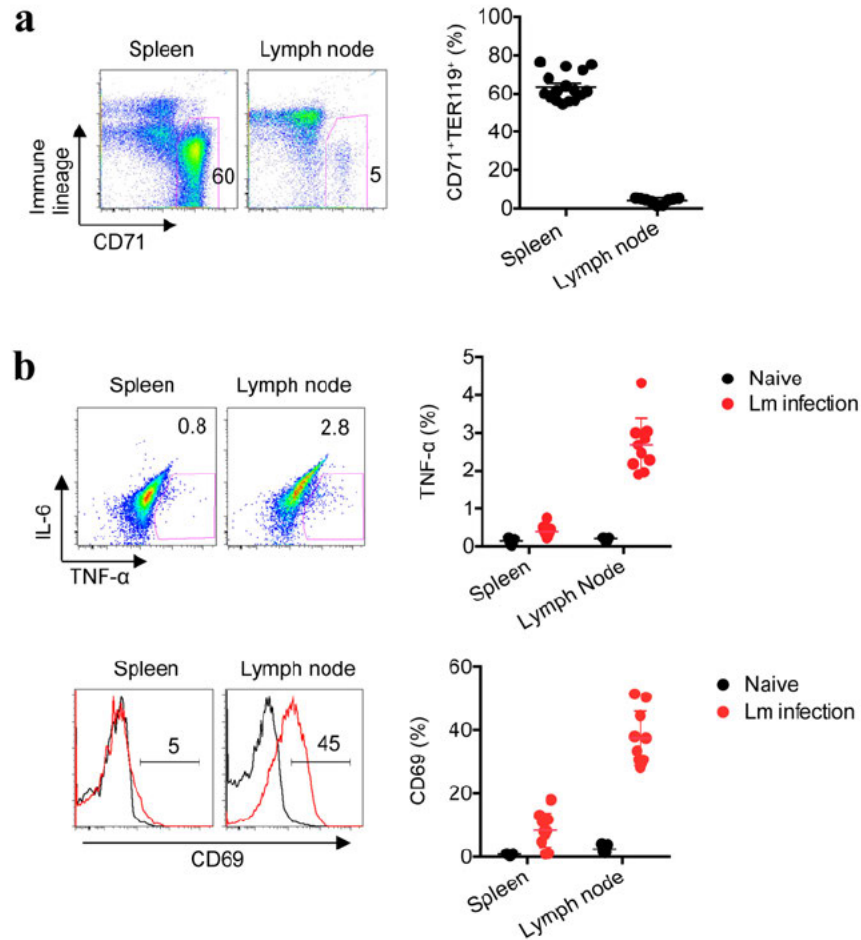 a
Spleen
Lymph node
Immune
lineage
60
5
CD71
CD71⁺TER119⁺ (%)
100
80
60
40
20
0
Spleen
Lymph node
b
Spleen
Lymph node
0.8
2.8
IL-6
TNF-α
TNF-α (%)
5
4
3
2
1
0
Spleen
Lymph Node
Naive
Lm infection
Spleen
Lymph node
5
45
CD69
CD69 (%)
60
40
20
0
Spleen
Lymph node
Naive
Lm infection